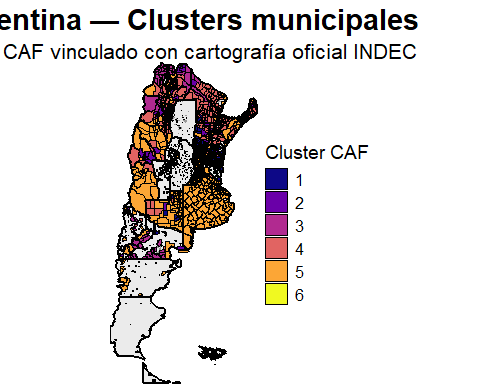 entina — Clusters municipales
CAF vinculado con cartografía oficial INDEC
Cluster CAF
1
2
3
4
5
6